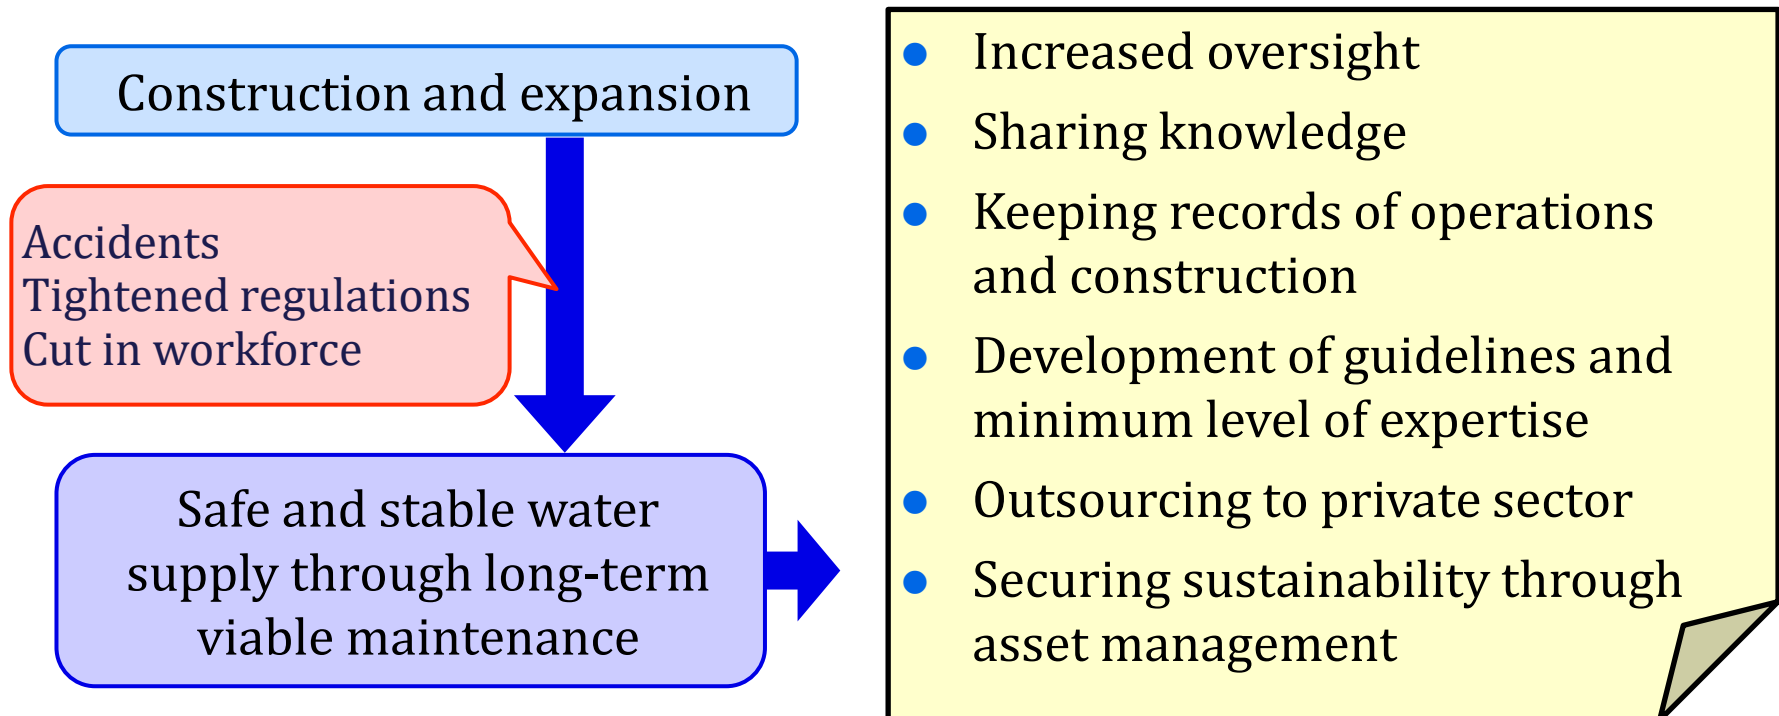 Construction and expansion
Accidents
Tightened regulations
Cut in workforce
Safe and stable water
supply through long-term
viable maintenance
● Increased oversight
● Sharing knowledge
● Keeping records of operations
and construction
● Development of guidelines and
minimum level of expertise
● Outsourcing to private sector
● Securing sustainability through
asset management